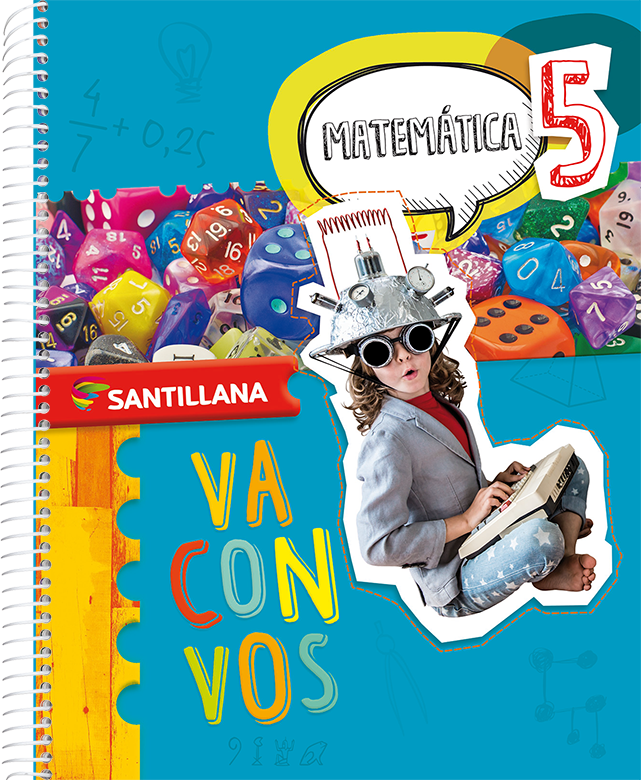 4/7 + 0,25
MATEMÁTICA 5
SANTILLANA
VA
CON
VOS